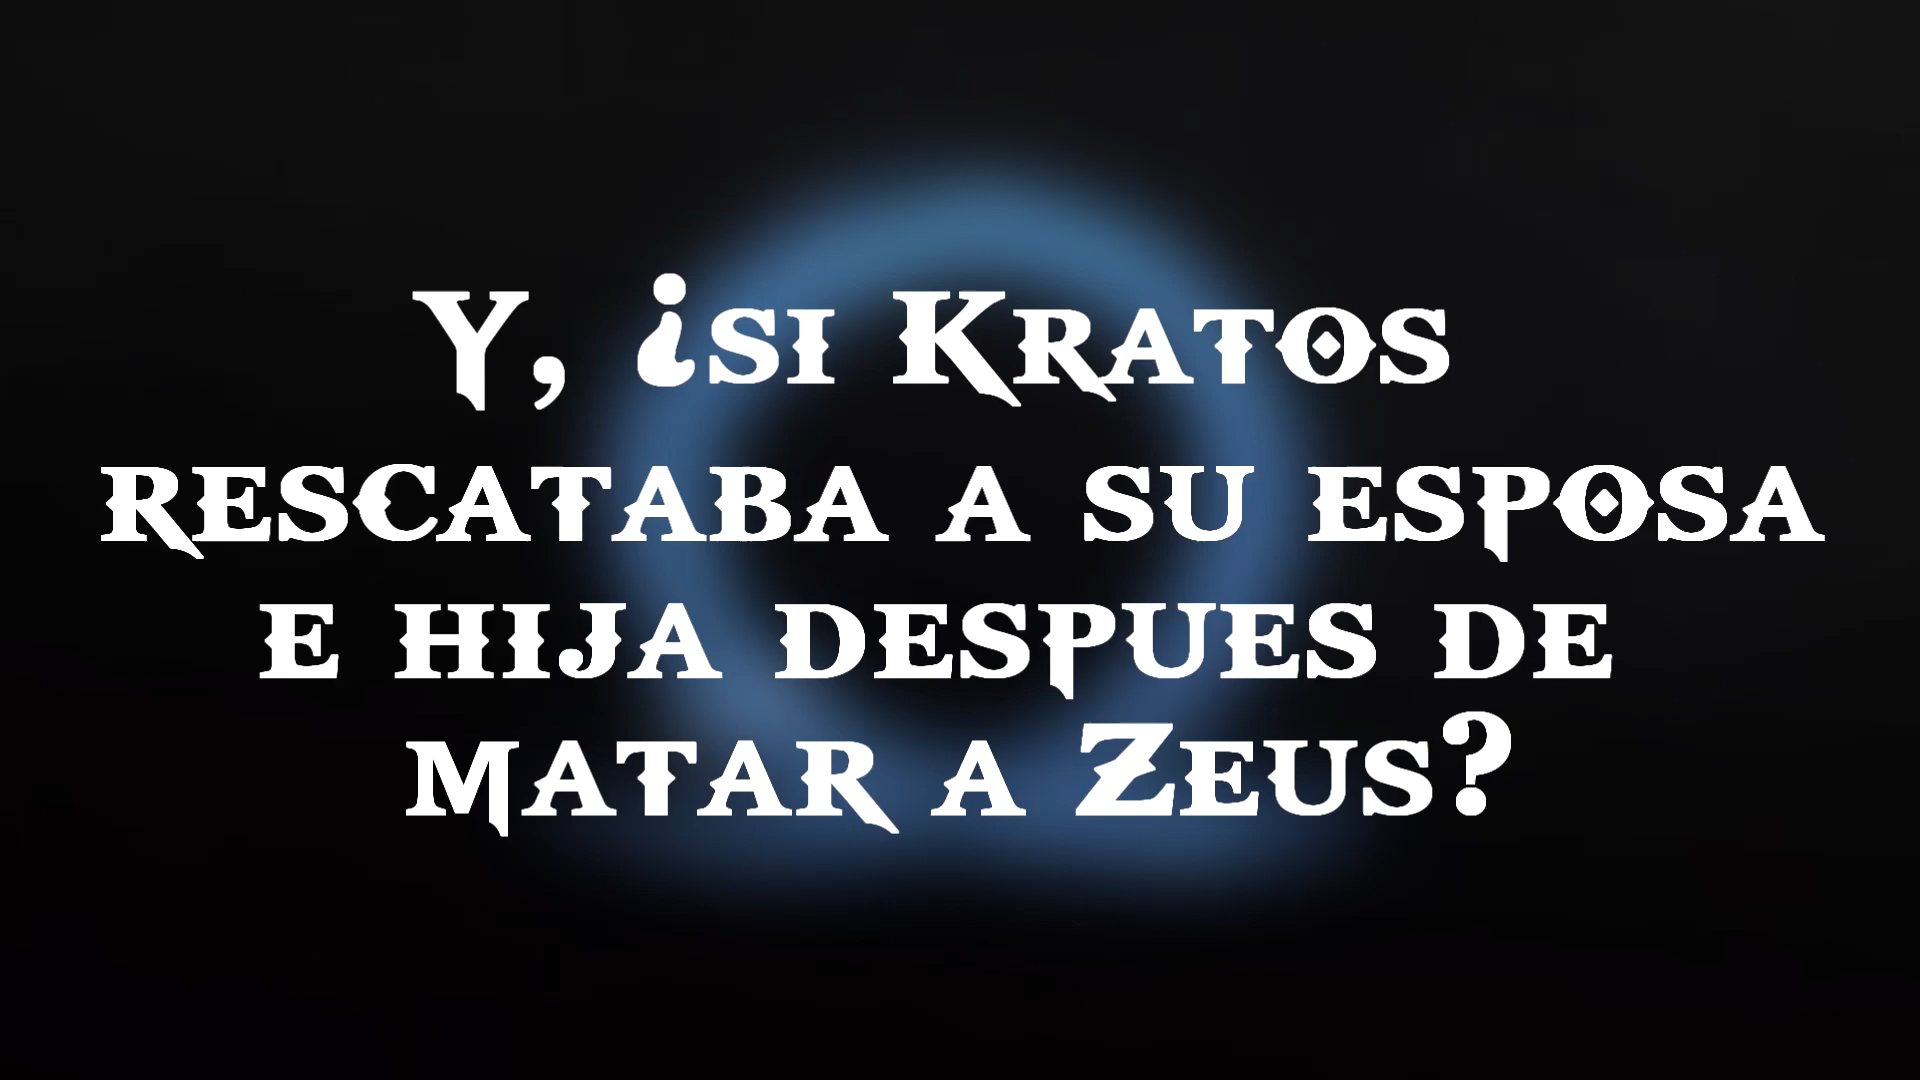 Y, ¿si Kratos
rescataba a su esposa
e hija despues de
matar a Zeus?